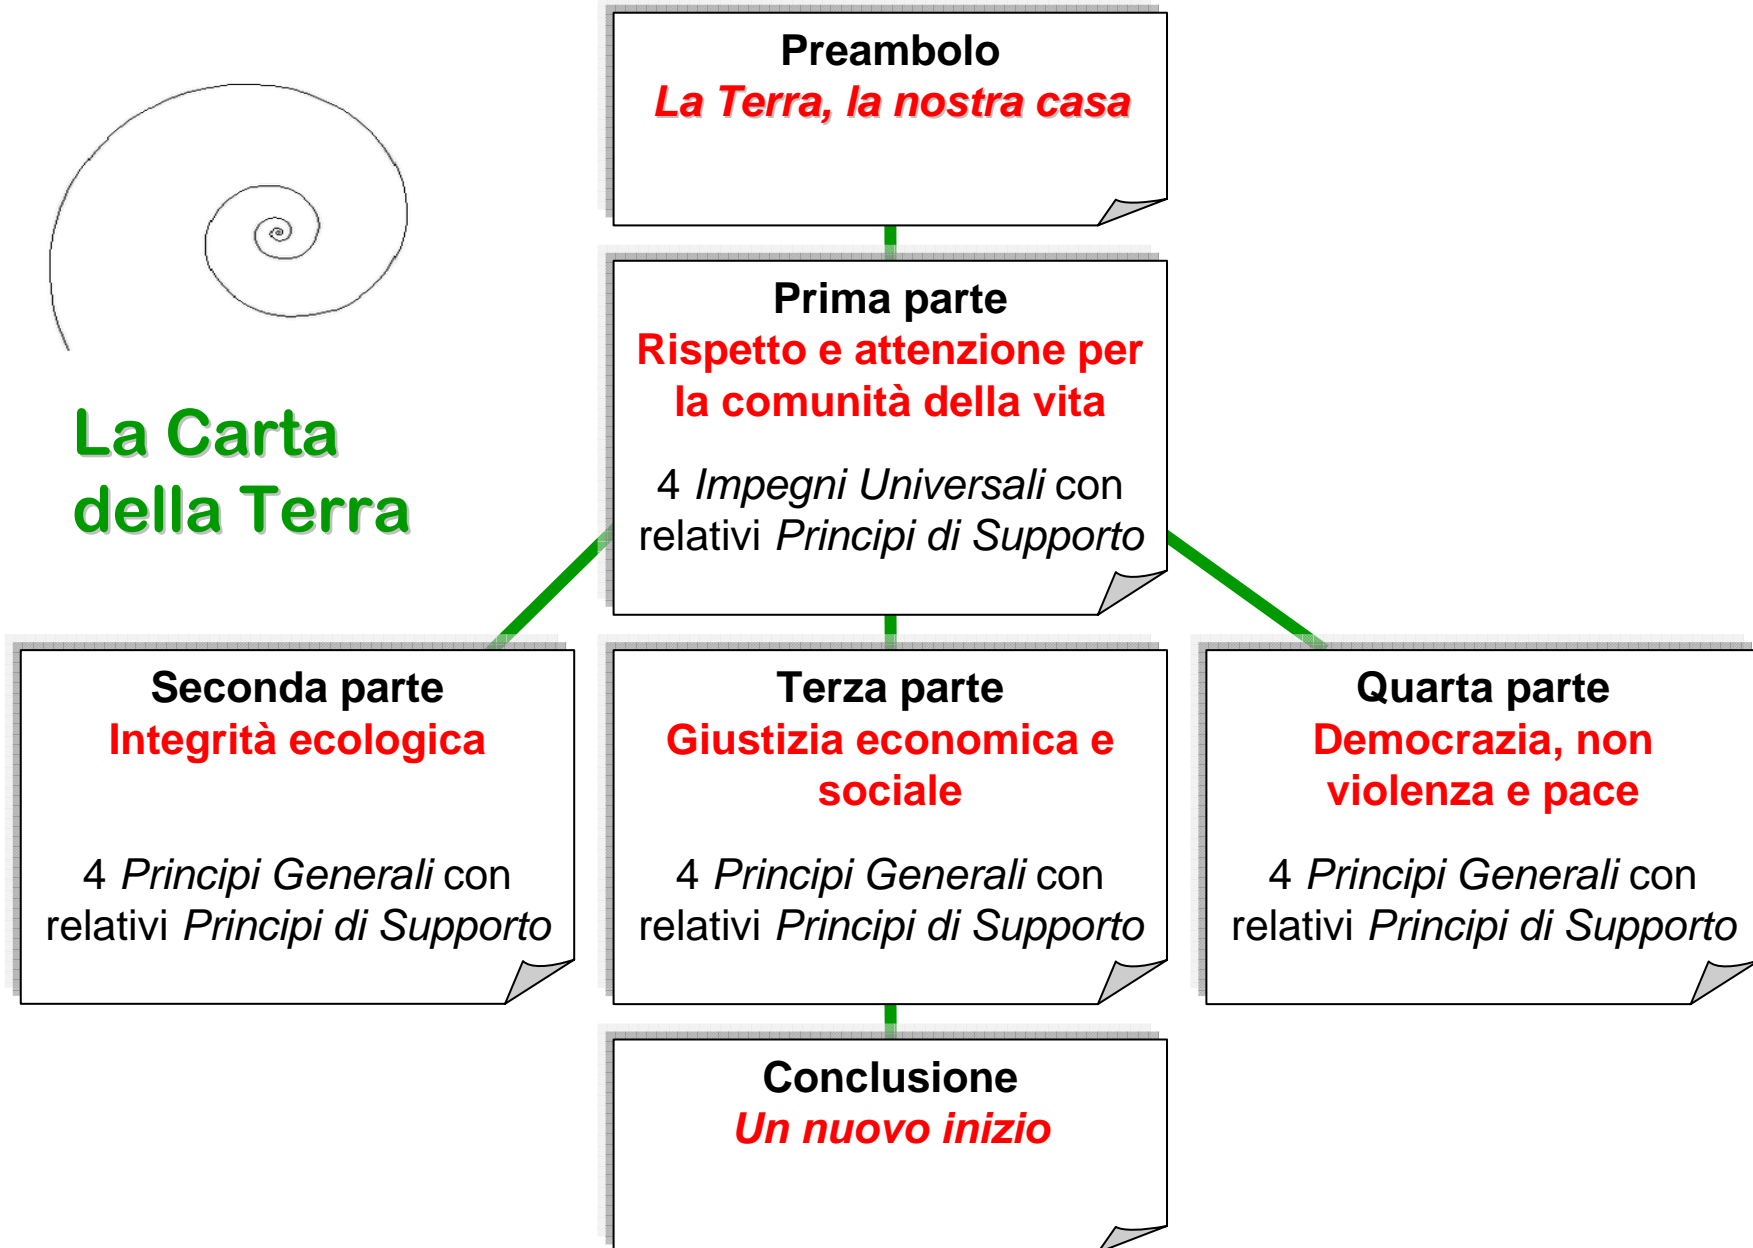 Preambolo
La Terra, la nostra casa
La Carta
della Terra
Prima parte
Rispetto e attenzione per
la comunità della vita
4 Impegni Universali con
relativi Principi di Supporto
Seconda parte
Integrità ecologica
4 Principi Generali con
relativi Principi di Supporto
Terza parte
Giustizia economica e
sociale
4 Principi Generali con
relativi Principi di Supporto
Quarta parte
Democrazia, non
violenza e pace
4 Principi Generali con
relativi Principi di Supporto
Conclusione
Un nuovo inizio